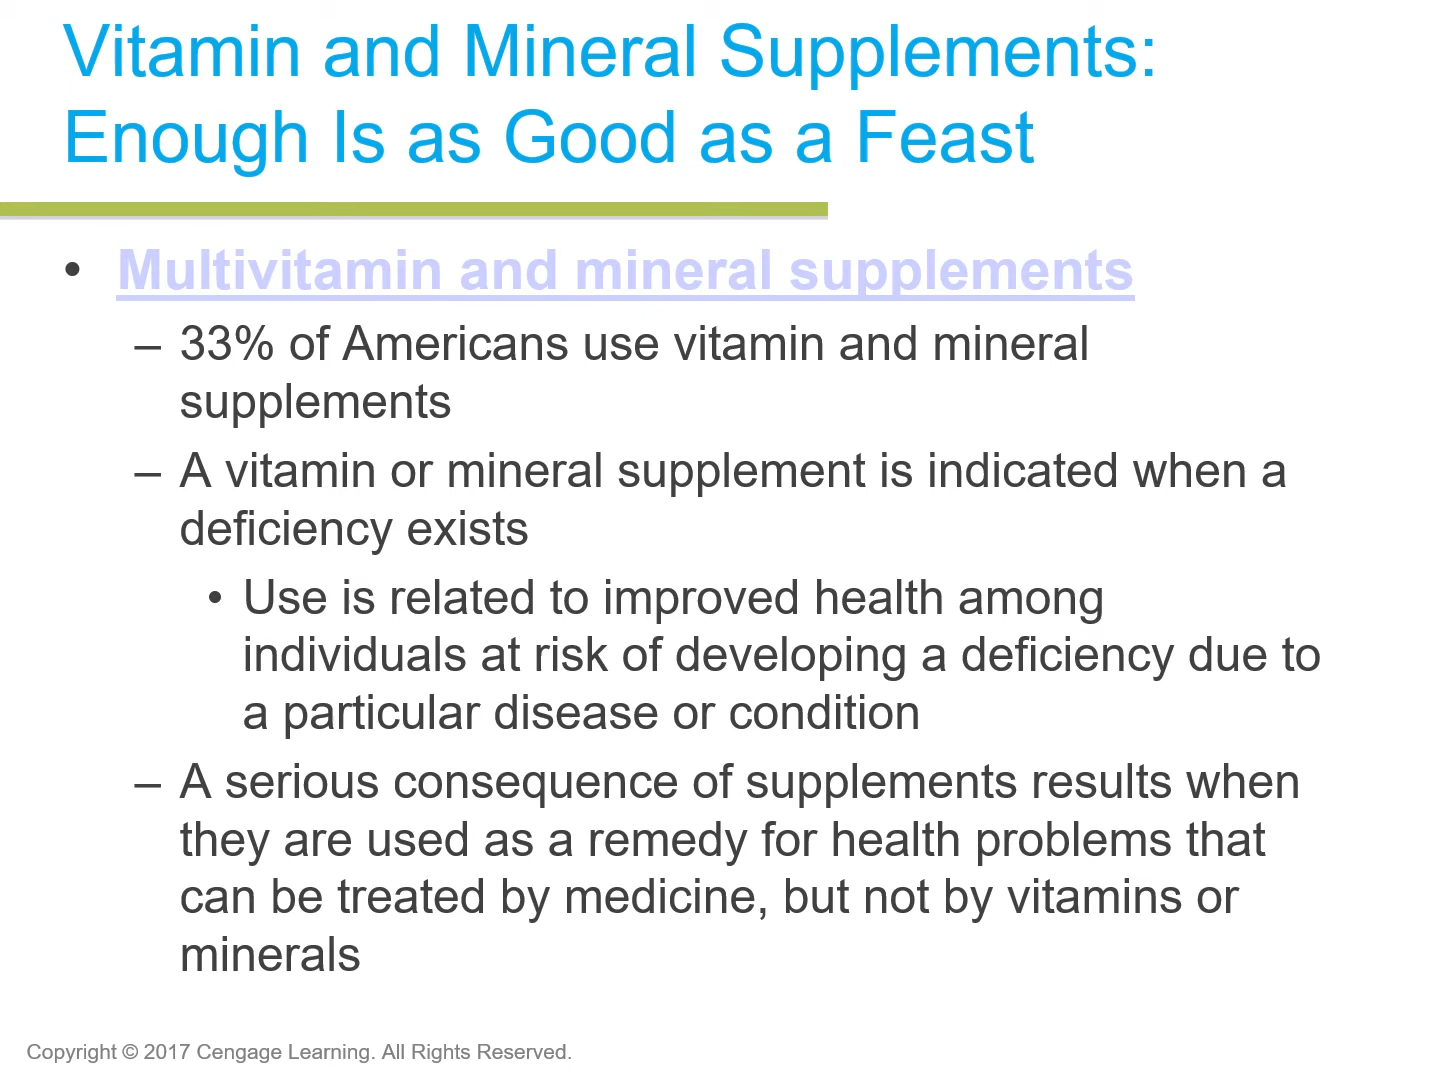 Vitamin and Mineral Supplements:
Enough Is as Good as a Feast
• Multivitamin and mineral supplements
– 33% of Americans use vitamin and mineral
supplements
– A vitamin or mineral supplement is indicated when a
deficiency exists
• Use is related to improved health among
individuals at risk of developing a deficiency due to
a particular disease or condition
– A serious consequence of supplements results when
they are used as a remedy for health problems that
can be treated by medicine, but not by vitamins or
minerals
Copyright © 2017 Cengage Learning. All Rights Reserved.